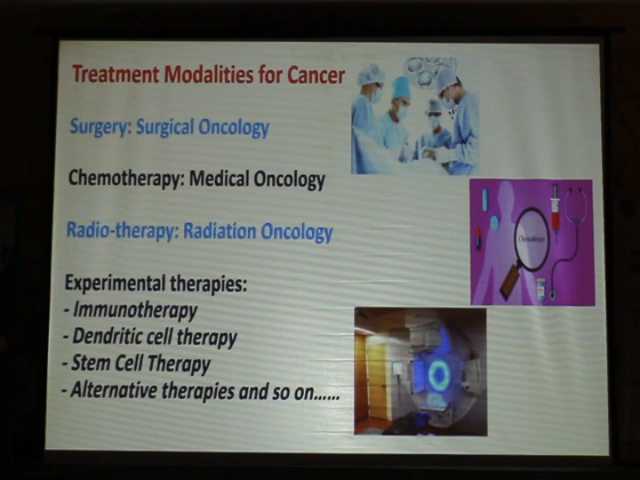 Treatment Modalities for Cancer
Surgery: Surgical Oncology
Chemotherapy: Medical Oncology
Radio-therapy: Radiation Oncology
Experimental therapies:
- Immunotherapy
- Dendritic cell therapy
- Stem Cell Therapy
- Alternative therapies and so on......
Chemotherapy